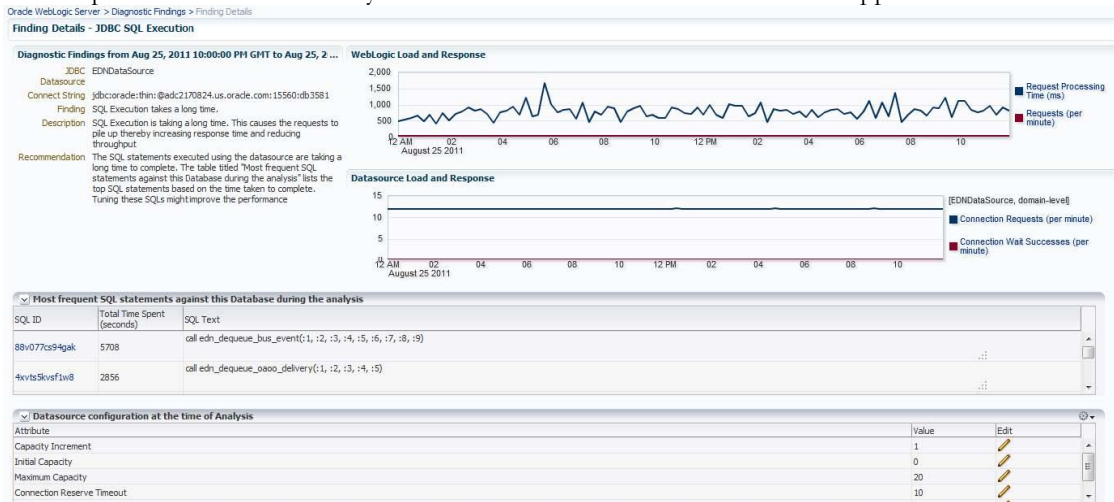 Oracle WebLogic Server > Diagnostic Findings > Finding Details
Finding Details - JDBC SQL Execution
Diagnostic Findings from Aug 25, 2011 10:00:00 PM GMT to Aug 25, 2 ...
JDBC Datasource EDNDataSource
Connect String jdbc:oracle:thin:@adc2170824.us.oracle.com:15560:db3581
Finding SQL Execution takes a long time.
Description SQL Execution is taking a long time. This causes the requests to
pile up thereby increasing response time and reducing
throughput
Recommendation The SQL statements executed using the datasource are taking a
long time to complete. The table titled "Most frequent SQL
statements against this Database during the analysis" lists the
top SQL statements based on the time taken to complete.
Tuning these SQLs might improve the performance
WebLogic Load and Response
2,000
1,500
1,000
500
0
12 AM 02 04 06 08 10 12 PM 02 04 06 08 10
August 25 2011
Request Processing
Time (ms)
Requests (per
minute)
Datasource Load and Response
15
10
5
0
12 AM 02 04 06 08 10 12 PM 02 04 06 08 10
August 25 2011
[EDNDataSource, domain-level]
Connection Requests (per minute)
Connection Wait Successes (per
minute)
Most frequent SQL statements against this Database during the analysis
SQL ID Total Time Spent (seconds) SQL Text
88v077cs94gak 5708 call edn_dequeue_bus_event(:1, :2, :3, :4, :5, :6, :7, :8, :9)
4xvts5kvsf1w8 2856 call edn_dequeue_oaoo_delivery(:1, :2, :3, :4, :5)
Datasource configuration at the time of Analysis
Attribute Value Edit
Capacity Increment 1
Initial Capacity 0
Maximum Capacity 20
Connection Reserve Timeout 10